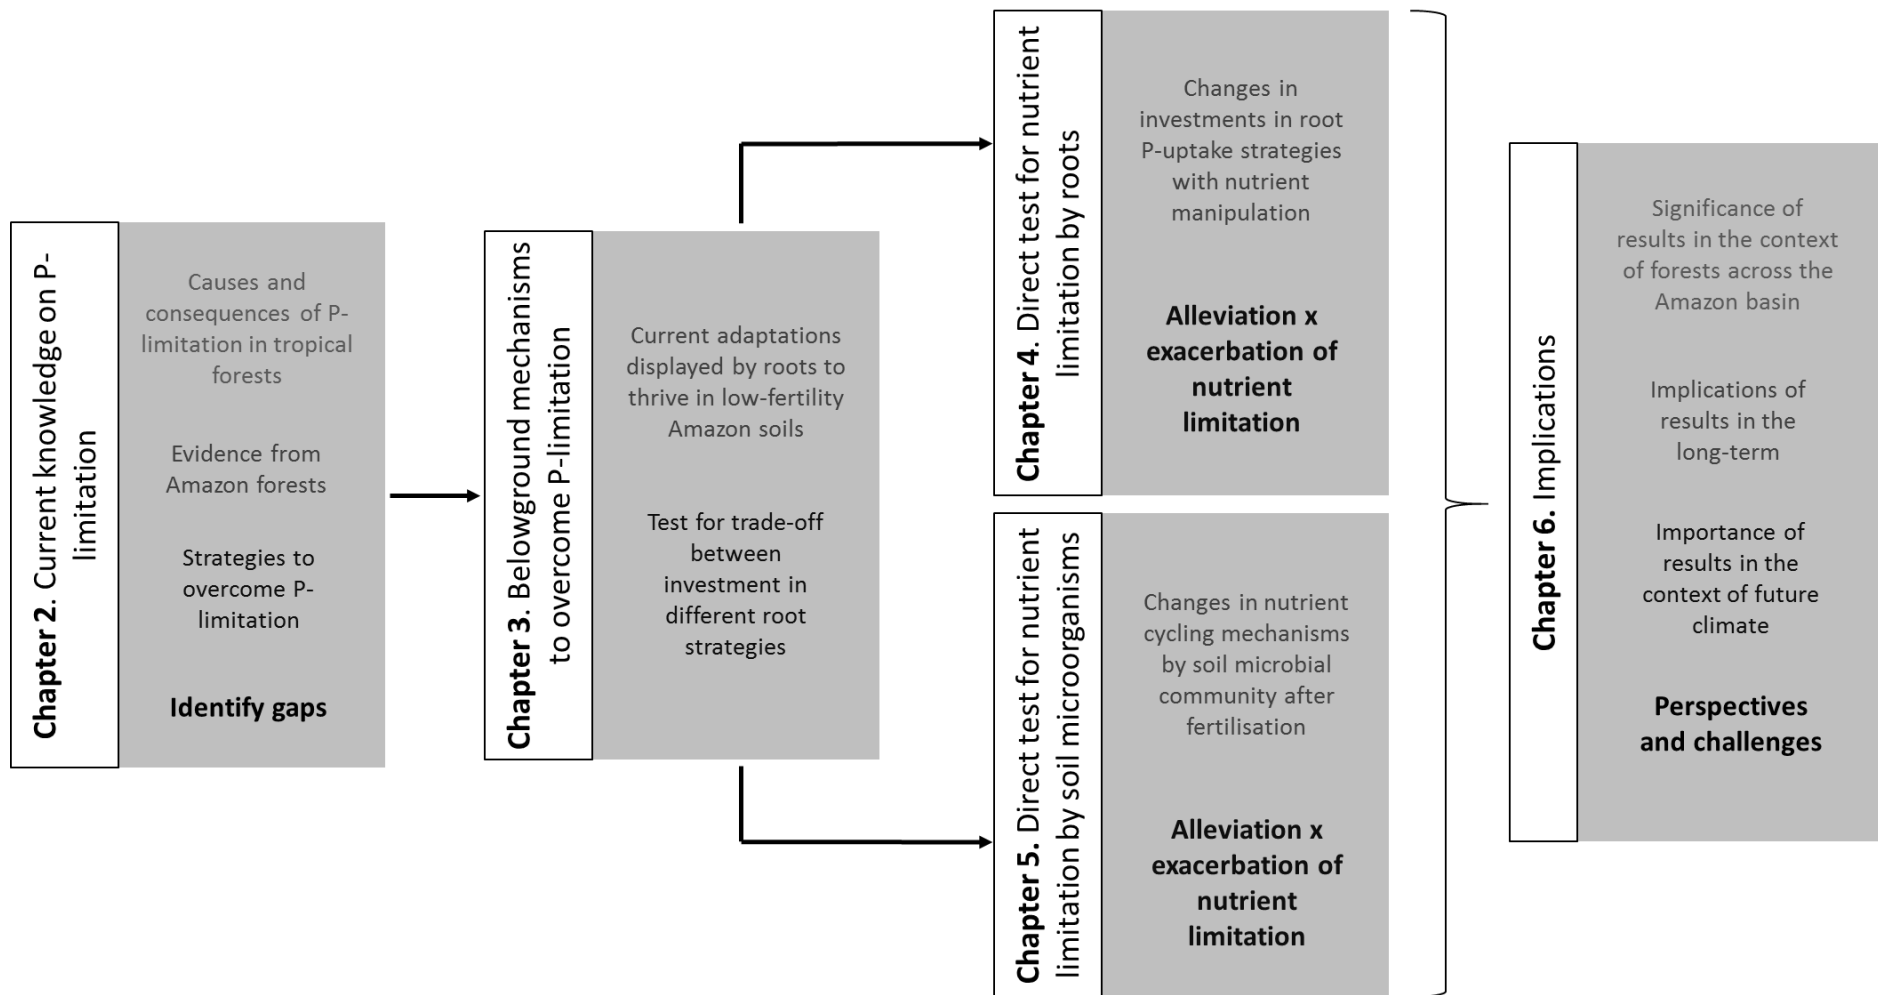 Chapter 2. Current knowledge on P-
limitation
Causes and
consequences of P-
limitation in tropical
forests
Evidence from
Amazon forests
Strategies to
overcome P-
limitation
Identify gaps
Chapter 3. Belowground mechanisms
to overcome P-limitation
Current adaptations
displayed by roots to
thrive in low-fertility
Amazon soils
Test for trade-off
between
investment in
different root
strategies
Chapter 4. Direct test for nutrient
limitation by roots
Changes in
investments in root
P-uptake strategies
with nutrient
manipulation
Alleviation x
exacerbation of
nutrient
limitation
Chapter 5. Direct test for nutrient
limitation by soil microorganisms
Changes in nutrient
cycling mechanisms
by soil microbial
community after
fertilisation
Alleviation x
exacerbation of
nutrient
limitation
Chapter 6. Implications
Significance of
results in the context
of forests across the
Amazon basin
Implications of
results in the
long-term
Importance of
results in the
context of future
climate
Perspectives
and challenges